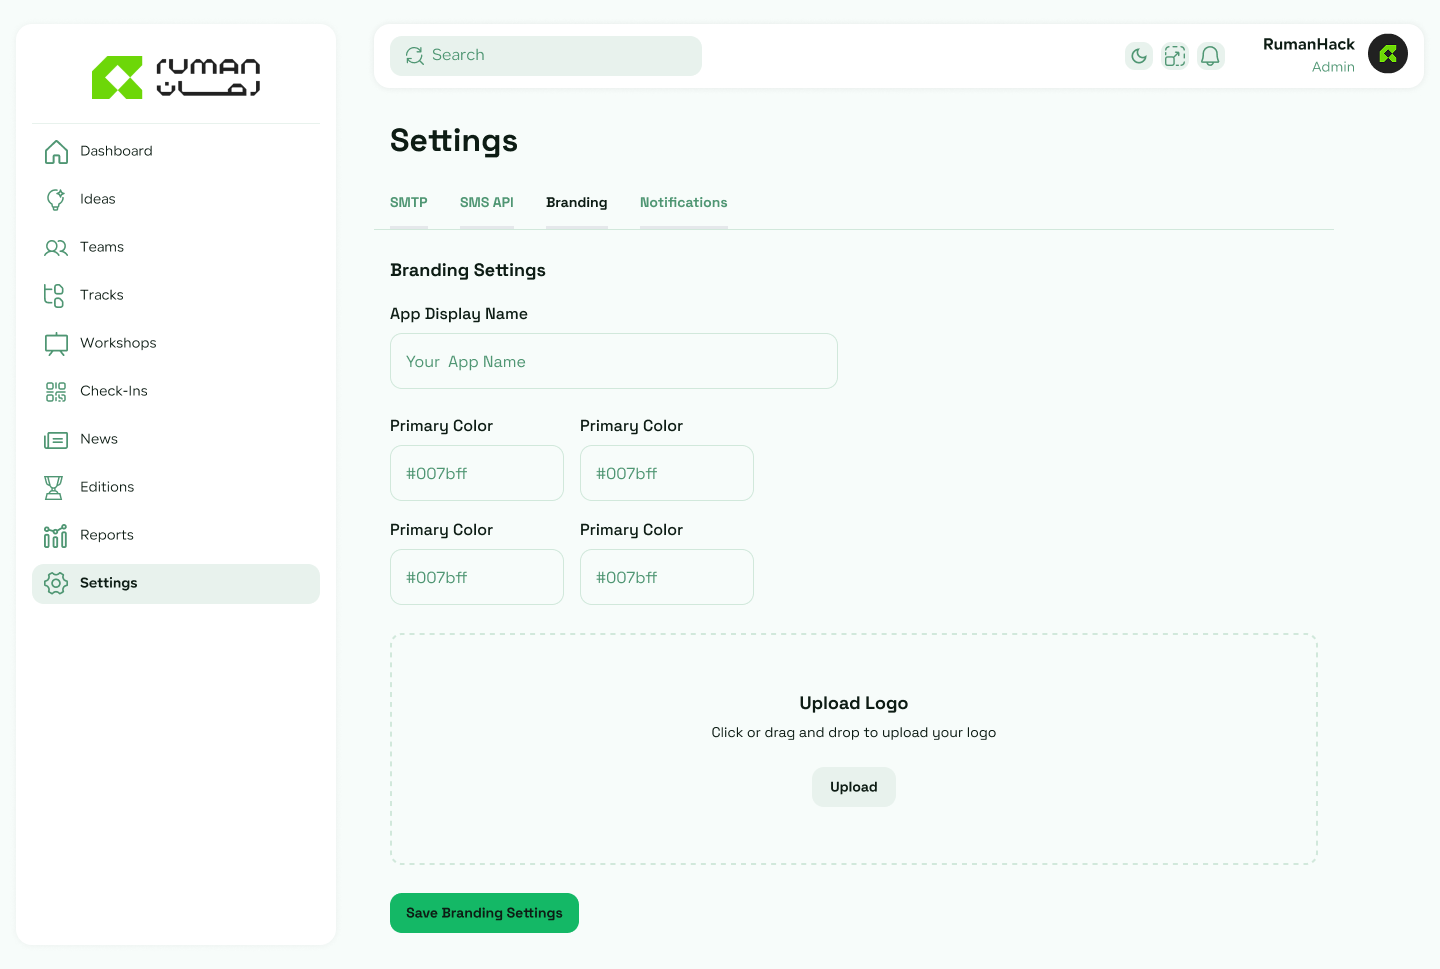 ruman
رمان
Dashboard
Ideas
Teams
Tracks
Workshops
Check-Ins
News
Editions
Reports
Settings
Search
RumanHack
Admin
Settings
SMTP SMS API Branding Notifications
Branding Settings
App Display Name
Your App Name
Primary Color Primary Color
#007bff #007bff
Primary Color Primary Color
#007bff #007bff
Upload Logo
Click or drag and drop to upload your logo
Upload
Save Branding Settings